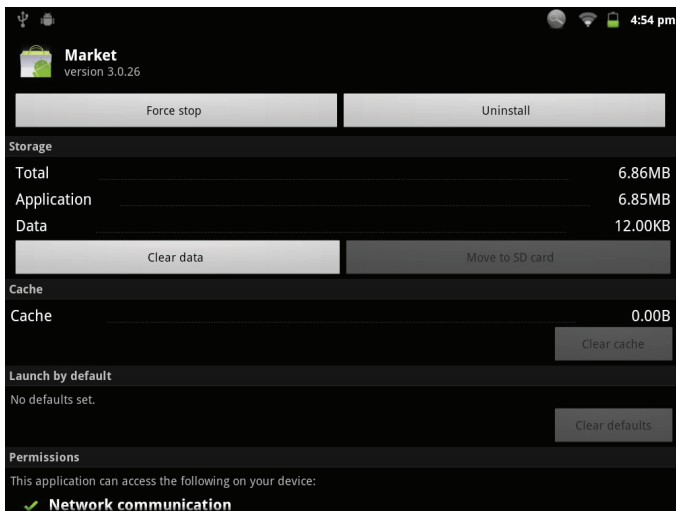 4:54 pm
Market
version 3.0.26
Force stop
Uninstall
Storage
Total 6.86MB
Application 6.85MB
Data 12.00KB
Clear data
Move to SD card
Cache
Cache 0.00B
Clear cache
Launch by default
No defaults set.
Clear defaults
Permissions
This application can access the following on your device:
Network communication